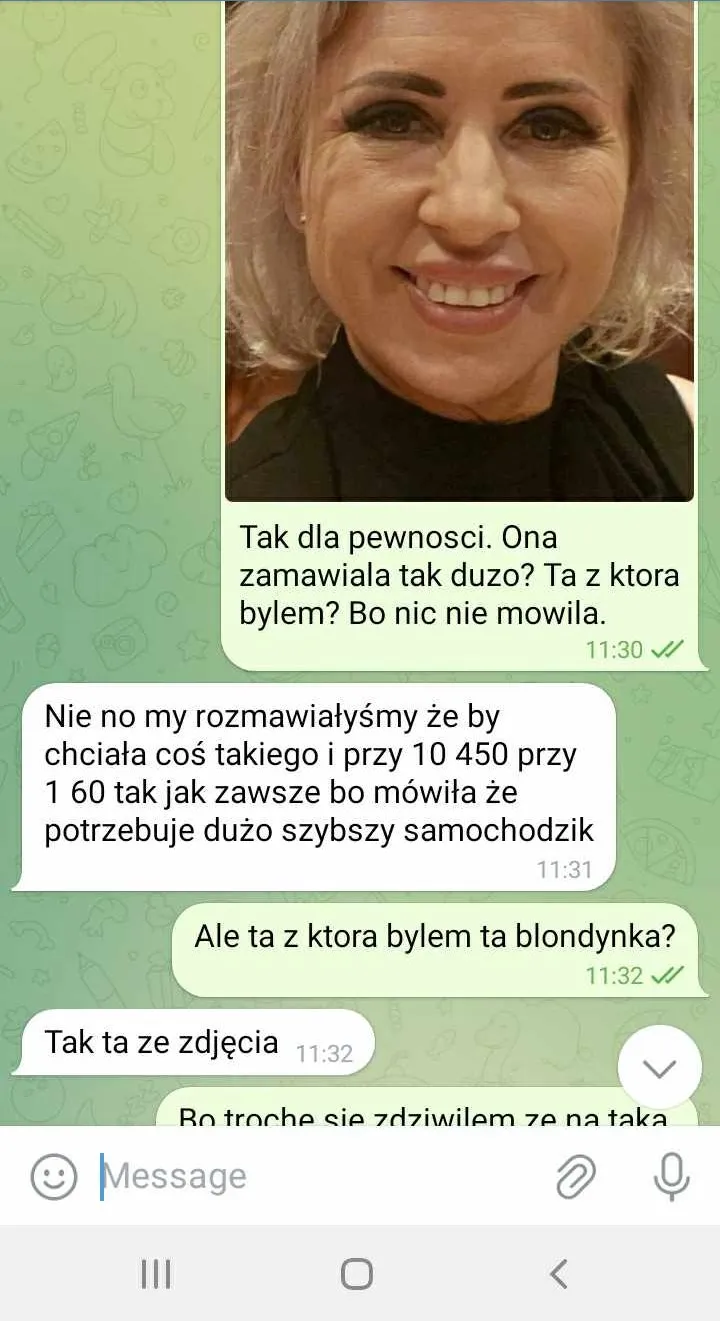 Tak dla pewnosci. Ona
zamawiala tak duzo? Ta z ktora
bylem? Bo nic nie mowila.
11:30
Nie no my rozmawiałyśmy że by
chciała coś takiego i przy 10 450 przy
1 60 tak jak zawsze bo mówiła że
potrzebuje dużo szybszy samochodzik
11:31
Ale ta z ktora bylem ta blondynka?
11:32
Tak ta ze zdjęcia 11:32
Bo troche sie zdziwilem ze na taka
Message